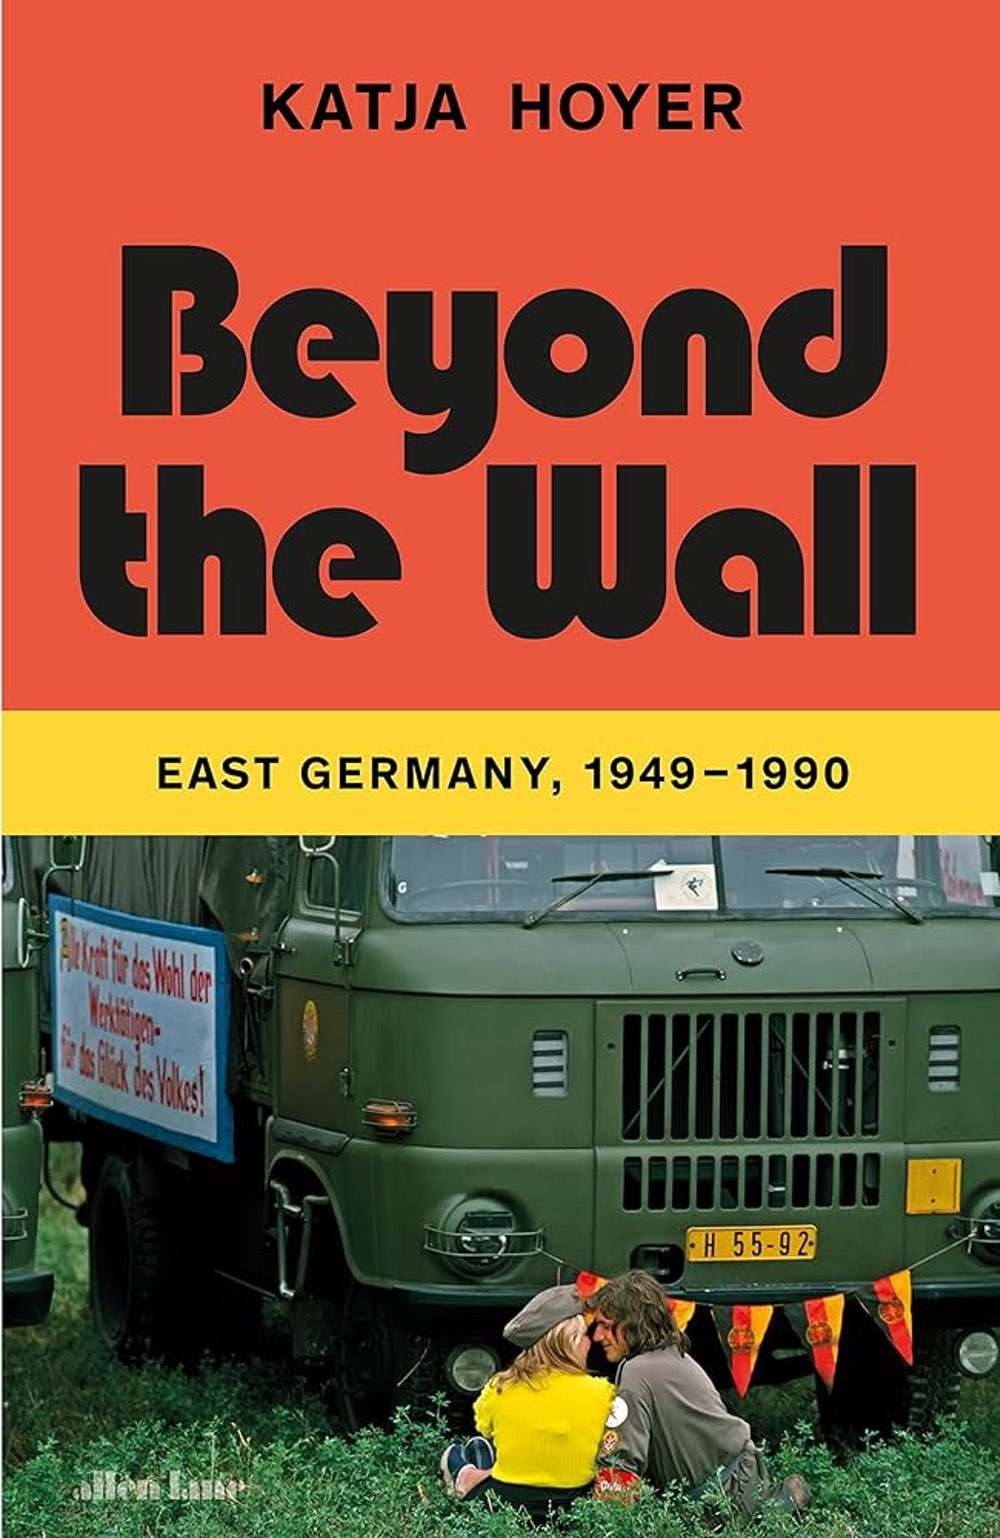 KATJA HOYER
Beyond
the Wall
EAST GERMANY, 1949–1990
Alle Kraft für das Wohl der
Werktätigen-
für das Glück des Volkes!
G
H 55-92
allen lane